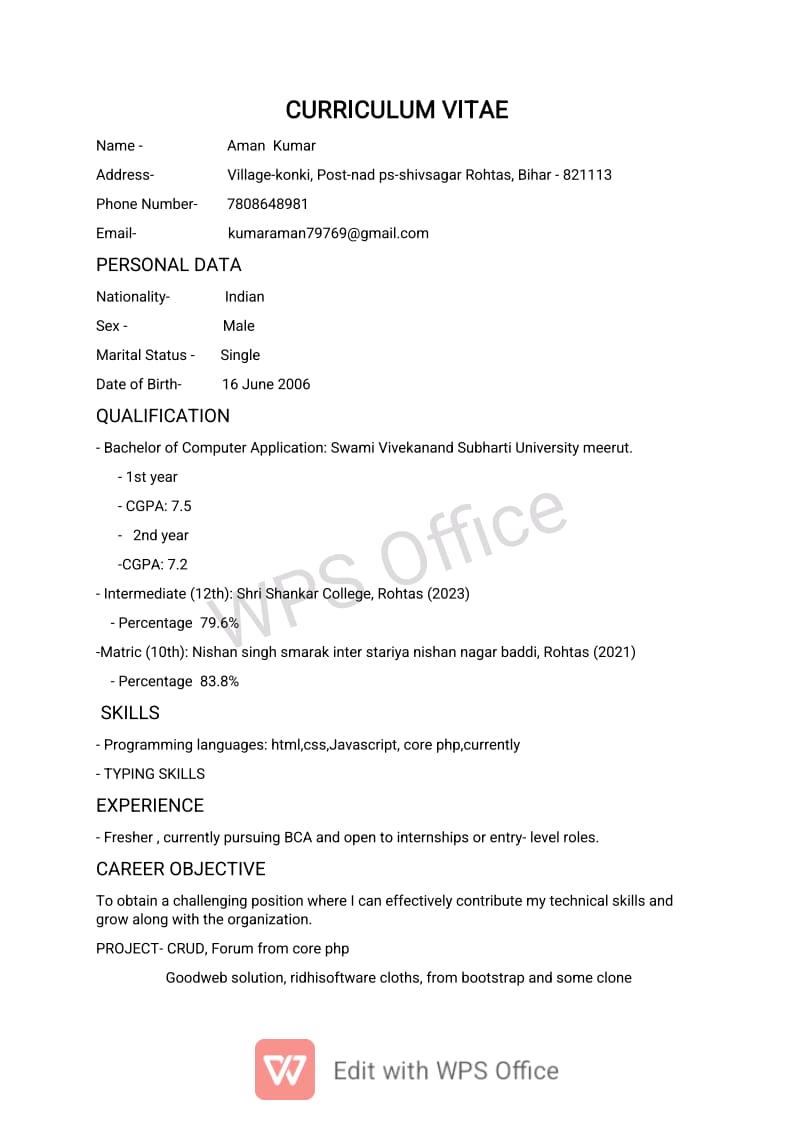 CURRICULUM VITAE
Name - Aman Kumar
Address- Village-konki, Post-nad ps-shivsagar Rohtas, Bihar - 821113
Phone Number- 7808648981
Email- kumaraman79769@gmail.com
PERSONAL DATA
Nationality- Indian
Sex - Male
Marital Status - Single
Date of Birth- 16 June 2006
QUALIFICATION
- Bachelor of Computer Application: Swami Vivekanand Subharti University meerut.
- 1st year
- CGPA: 7.5
- 2nd year
-CGPA: 7.2
- Intermediate (12th): Shri Shankar College, Rohtas (2023)
- Percentage 79.6%
-Matric (10th): Nishan singh smarak inter stariya nishan nagar baddi, Rohtas (2021)
- Percentage 83.8%
SKILLS
- Programming languages: html,css,Javascript, core php,currently
- TYPING SKILLS
EXPERIENCE
- Fresher , currently pursuing BCA and open to internships or entry- level roles.
CAREER OBJECTIVE
To obtain a challenging position where I can effectively contribute my technical skills and
grow along with the organization.
PROJECT- CRUD, Forum from core php
Goodweb solution, ridhisoftware cloths, from bootstrap and some clone
WPS Office
Edit with WPS Office